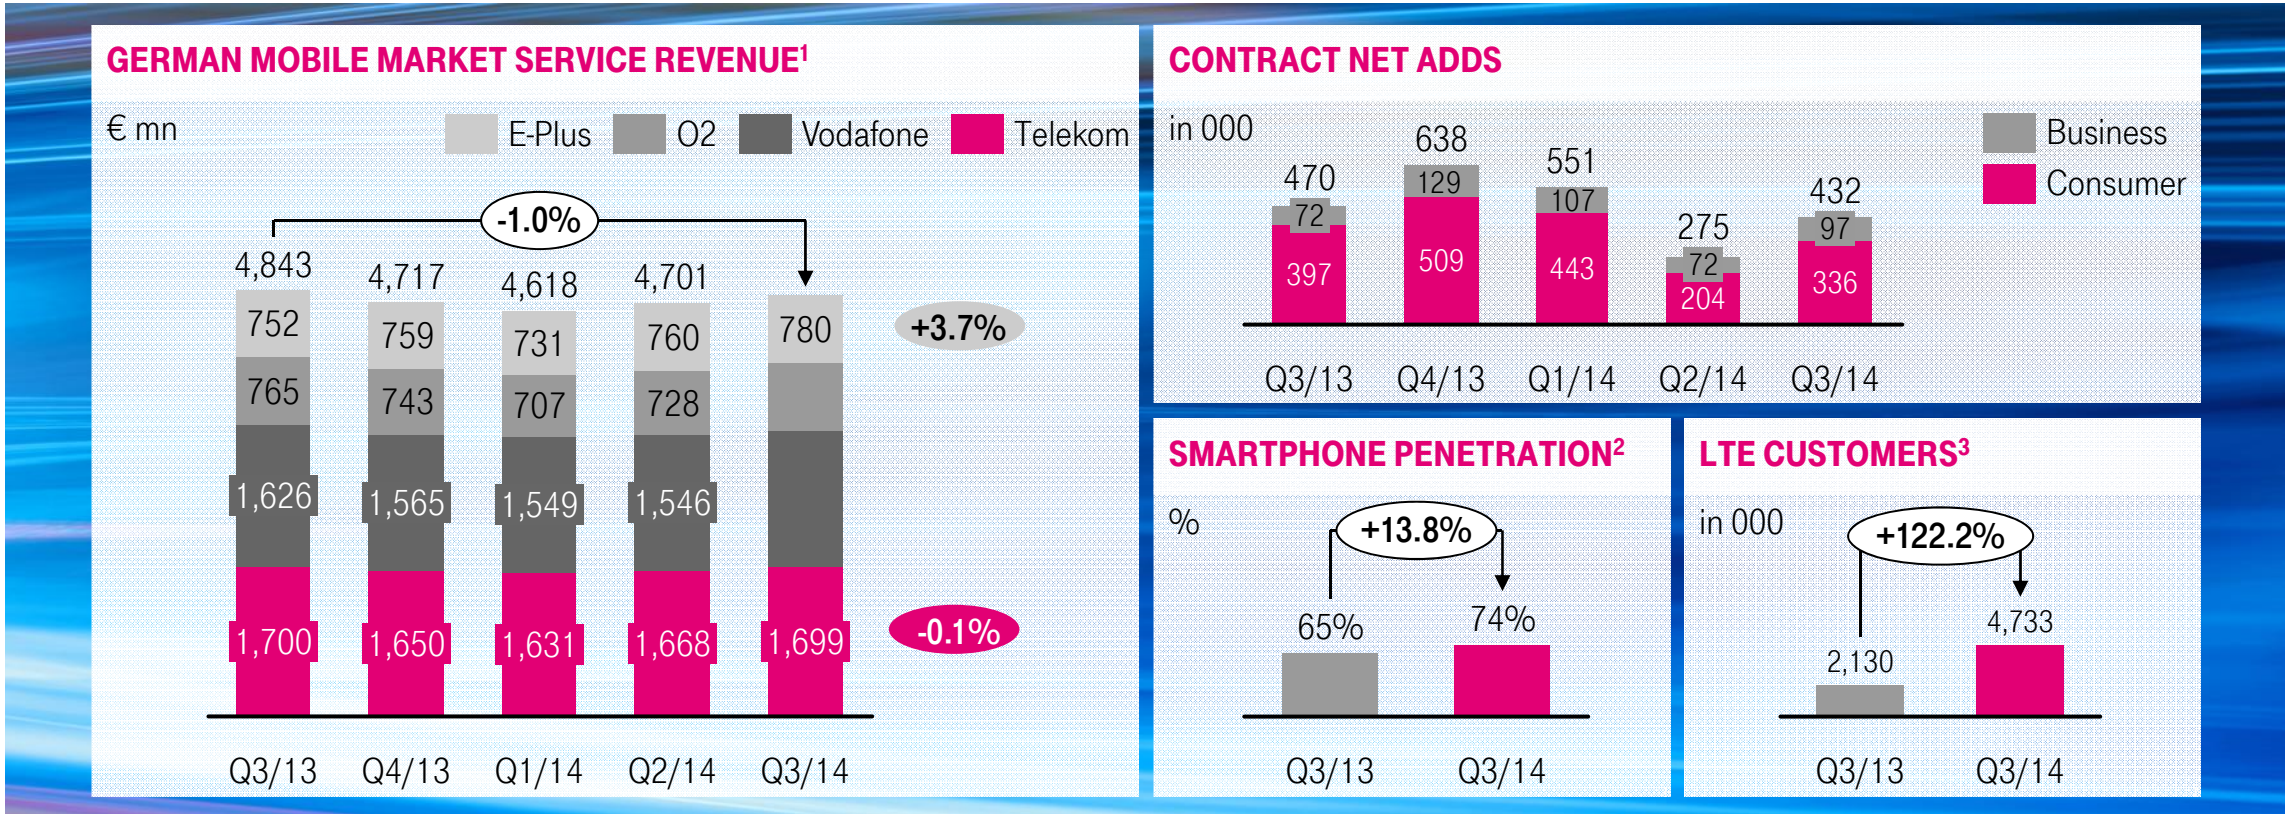 GERMAN MOBILE MARKET SERVICE REVENUE¹
€ mn
E-Plus O2 Vodafone Telekom
-1.0%
4,843 4,717 4,618 4,701
752 759 731 760 780 +3.7%
765 743 707 728
1,626 1,565 1,549 1,546
1,700 1,650 1,631 1,668 1,699 -0.1%
Q3/13 Q4/13 Q1/14 Q2/14 Q3/14
CONTRACT NET ADDS
in 000
Business
Consumer
470 638 551 275 432
72 129 107 72 97
397 509 443 204 336
Q3/13 Q4/13 Q1/14 Q2/14 Q3/14
SMARTPHONE PENETRATION²
%
+13.8%
65% 74%
Q3/13 Q3/14
LTE CUSTOMERS³
in 000
+122.2%
2,130 4,733
Q3/13 Q3/14